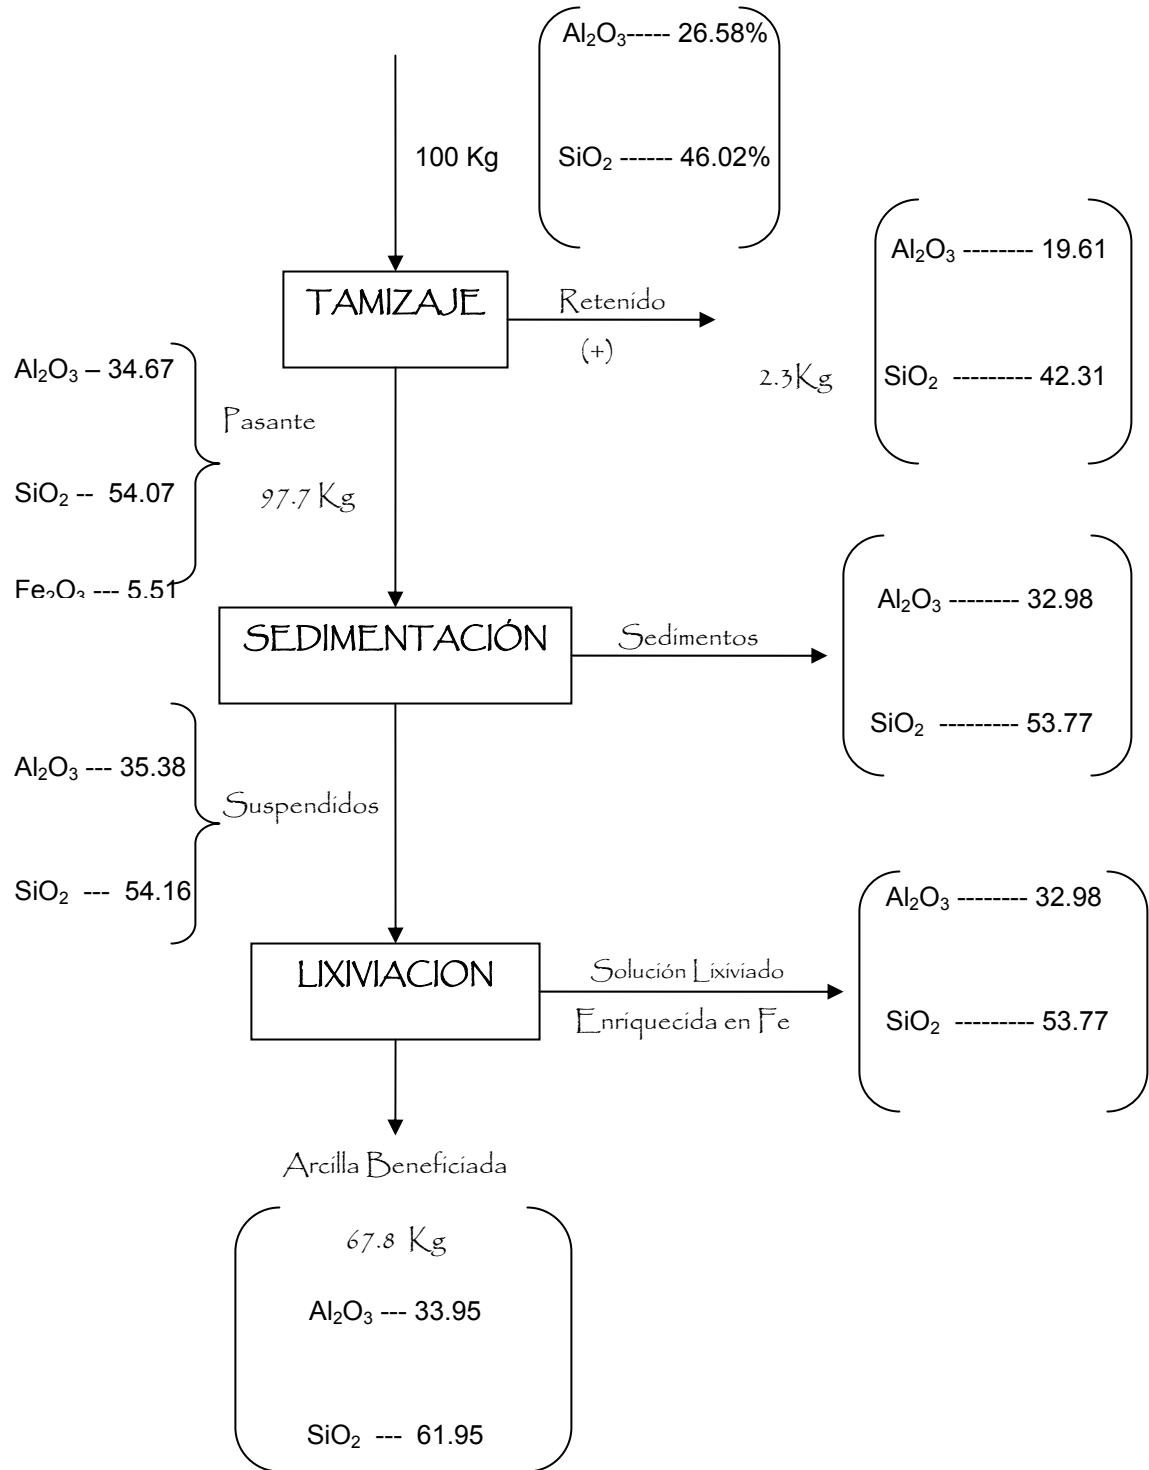 Al₂O₃----- 26.58%
100 Kg
SiO₂ ------ 46.02%
TAMIZAJE
Retenido
(+)
2.3Kg
Al₂O₃ -------- 19.61
SiO₂ --------- 42.31
Al₂O₃ – 34.67
Pasante
SiO₂ -- 54.07
97.7 Kg
Fe₂O₃ --- 5.51
SEDIMENTACIÓN
Sedimentos
Al₂O₃ -------- 32.98
SiO₂ --------- 53.77
Al₂O₃ --- 35.38
Suspendidos
SiO₂ --- 54.16
LIXIVIACION
Solución Lixiviado
Enriquecida en Fe
Al₂O₃ -------- 32.98
SiO₂ --------- 53.77
Arcilla Beneficiada
67.8 Kg
Al₂O₃ --- 33.95
SiO₂ --- 61.95